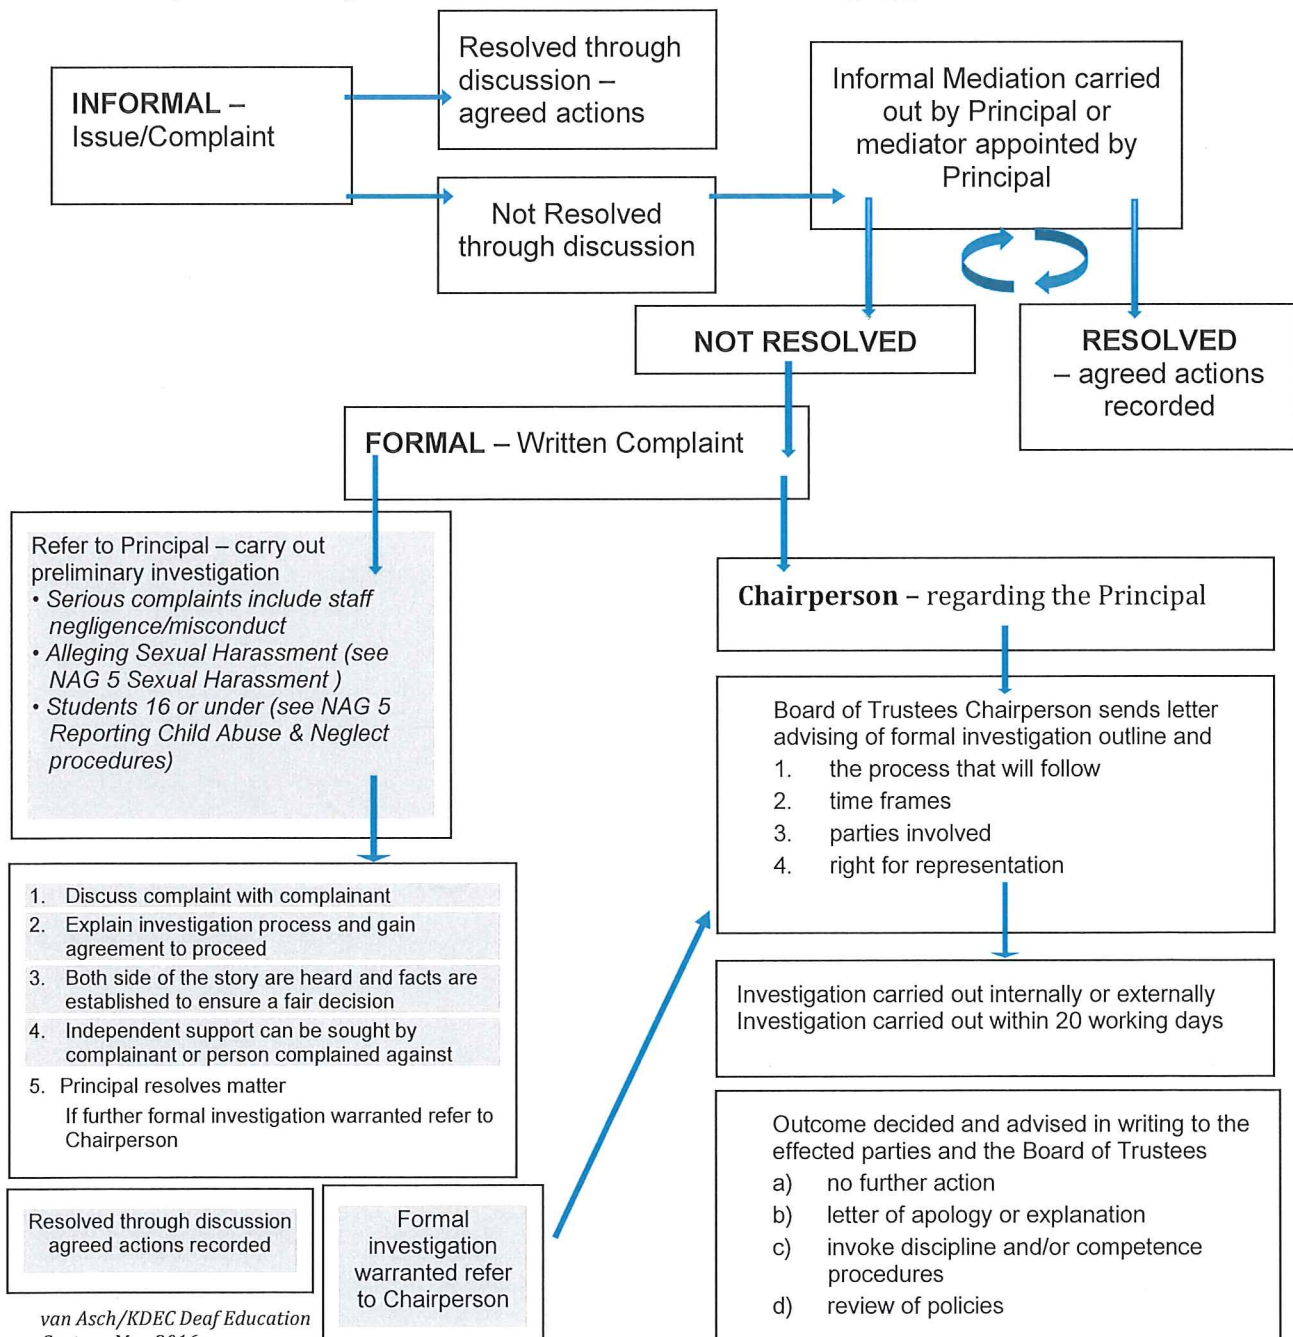 INFORMAL –
Issue/Complaint
Resolved through
discussion –
agreed actions
Not Resolved
through discussion
Informal Mediation carried
out by Principal or
mediator appointed by
Principal
NOT RESOLVED
RESOLVED
– agreed actions
recorded
FORMAL – Written Complaint
Refer to Principal – carry out
preliminary investigation
• Serious complaints include staff
negligence/misconduct
• Alleging Sexual Harassment (see
NAG 5 Sexual Harassment )
• Students 16 or under (see NAG 5
Reporting Child Abuse & Neglect
procedures)
1. Discuss complaint with complainant
2. Explain investigation process and gain
agreement to proceed
3. Both side of the story are heard and facts are
established to ensure a fair decision
4. Independent support can be sought by
complainant or person complained against
5. Principal resolves matter
If further formal investigation warranted refer to
Chairperson
Resolved through discussion
agreed actions recorded
Formal
investigation
warranted refer
to Chairperson
Chairperson – regarding the Principal
Board of Trustees Chairperson sends letter
advising of formal investigation outline and
1. the process that will follow
2. time frames
3. parties involved
4. right for representation
Investigation carried out internally or externally
Investigation carried out within 20 working days
Outcome decided and advised in writing to the
effected parties and the Board of Trustees
a) no further action
b) letter of apology or explanation
c) invoke discipline and/or competence
procedures
d) review of policies
van Asch/KDEC Deaf Education